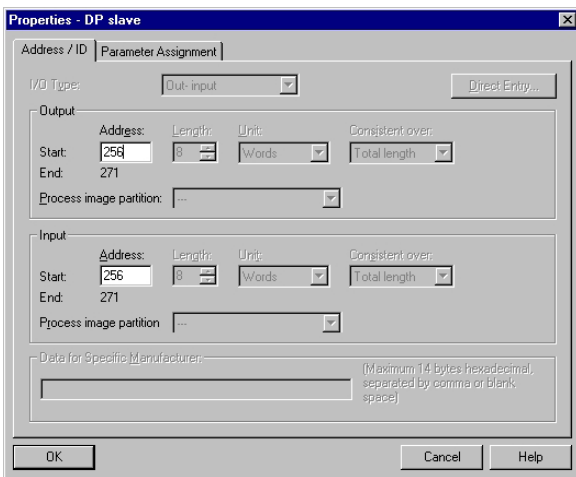 Properties - DP slave
Address / ID Parameter Assignment
I/O Type: Out- input Direct Entry...
Output
Address: Length: Unit: Consistent over:
Start: 256 8 Words Total length
End: 271
Process image partition: ---
Input
Address: Length: Unit: Consistent over:
Start: 256 8 Words Total length
End: 271
Process image partition ---
Data for Specific Manufacturer:
(Maximum 14 bytes hexadecimal,
separated by comma or blank
space)
OK Cancel Help